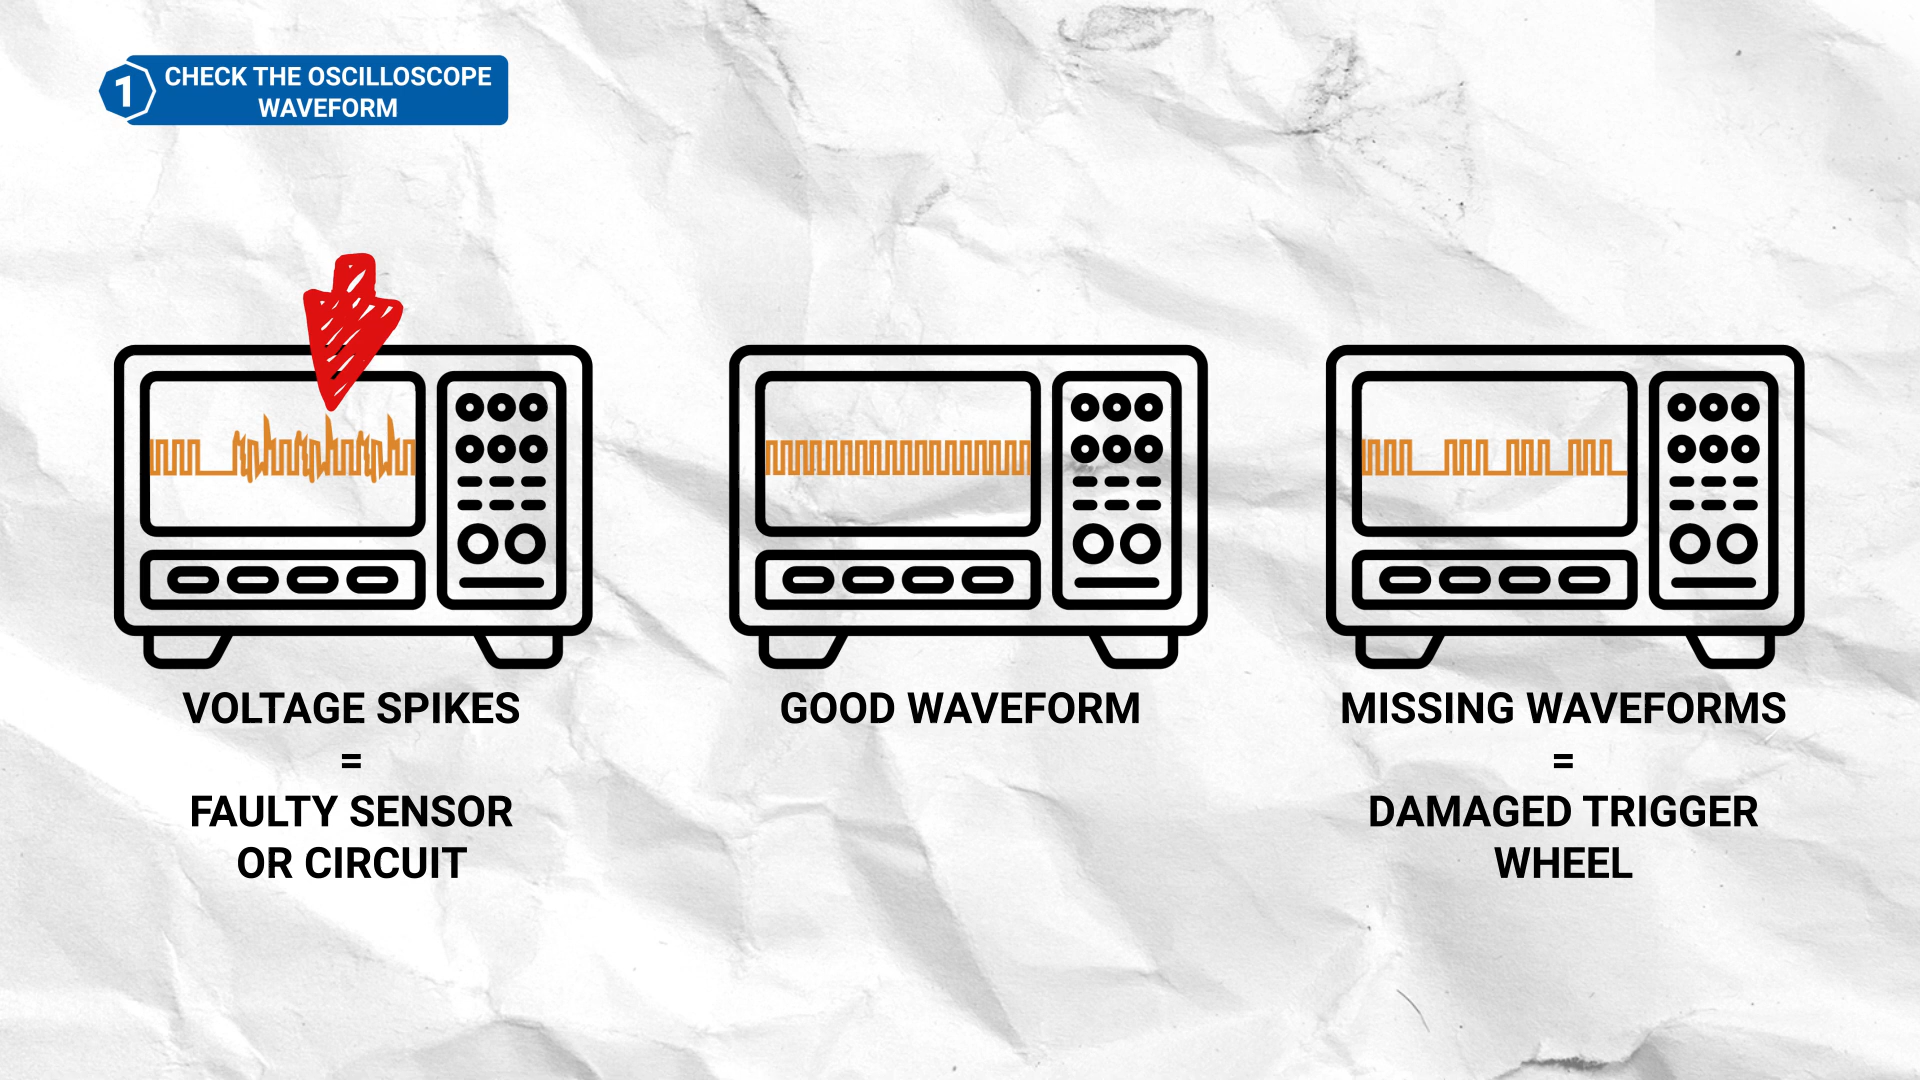 1
CHECK THE OSCILLOSCOPE
WAVEFORM
VOLTAGE SPIKES
=
FAULTY SENSOR
OR CIRCUIT
GOOD WAVEFORM
MISSING WAVEFORMS
=
DAMAGED TRIGGER
WHEEL